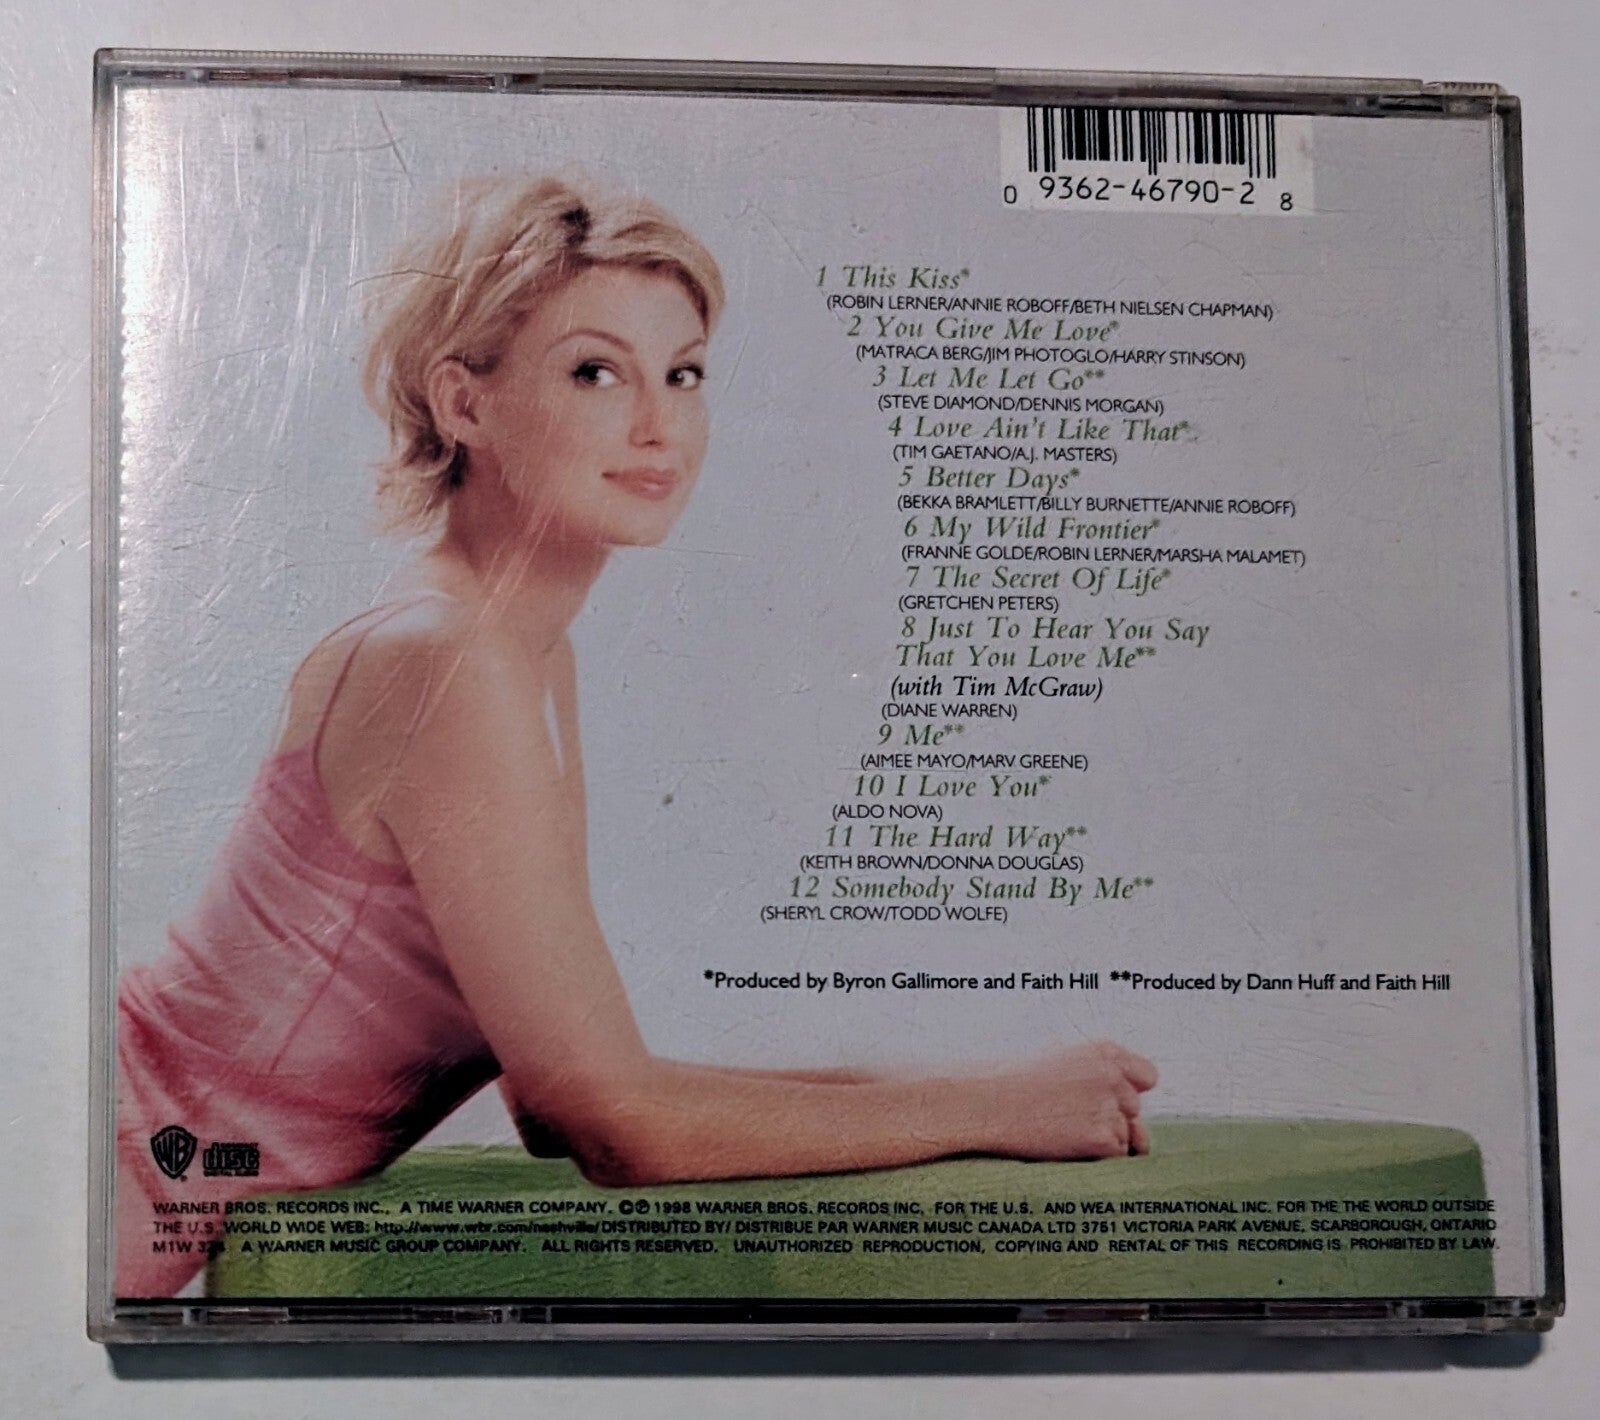 0 9362-46790-2 8
1 This Kiss*
(ROBIN LERNER/ANNIE ROBOFF/BETH NIELSEN CHAPMAN)
2 You Give Me Love*
(MATRACA BERG/JIM PHOTOGLO/HARRY STINSON)
3 Let Me Let Go**
(STEVE DIAMOND/DENNIS MORGAN)
4 Love Ain't Like That*
(TIM GAETANO/A.J. MASTERS)
5 Better Days*
(BEKKA BRAMLETT/BILLY BURNETTE/ANNIE ROBOFF)
6 My Wild Frontier*
(FRANNE GOLDE/ROBIN LERNER/MARSHA MALAMET)
7 The Secret Of Life*
(GRETCHEN PETERS)
8 Just To Hear You Say
That You Love Me**
(with Tim McGraw)
(DIANE WARREN)
9 Me**
(AIMEE MAYO/MARV GREENE)
10 I Love You*
(ALDO NOVA)
11 The Hard Way**
(KEITH BROWN/DONNA DOUGLAS)
12 Somebody Stand By Me**
(SHERYL CROW/TODD WOLFE)
*Produced by Byron Gallimore and Faith Hill **Produced by Dann Huff and Faith Hill
WB disc
WARNER BROS. RECORDS INC., A TIME WARNER COMPANY. ©℗ 1998 WARNER BROS. RECORDS INC. FOR THE U.S. AND WEA INTERNATIONAL INC. FOR THE THE WORLD OUTSIDE
THE U.S. WORLD WIDE WEB: http://www.wbr.com/nashville/ DISTRIBUTED BY/ DISTRIBUE PAR WARNER MUSIC CANADA LTD 3751 VICTORIA PARK AVENUE, SCARBOROUGH, ONTARIO
M1W A WARNER MUSIC GROUP COMPANY. ALL RIGHTS RESERVED. UNAUTHORIZED REPRODUCTION, COPYING AND RENTAL OF THIS RECORDING IS PROHIBITED BY LAW.